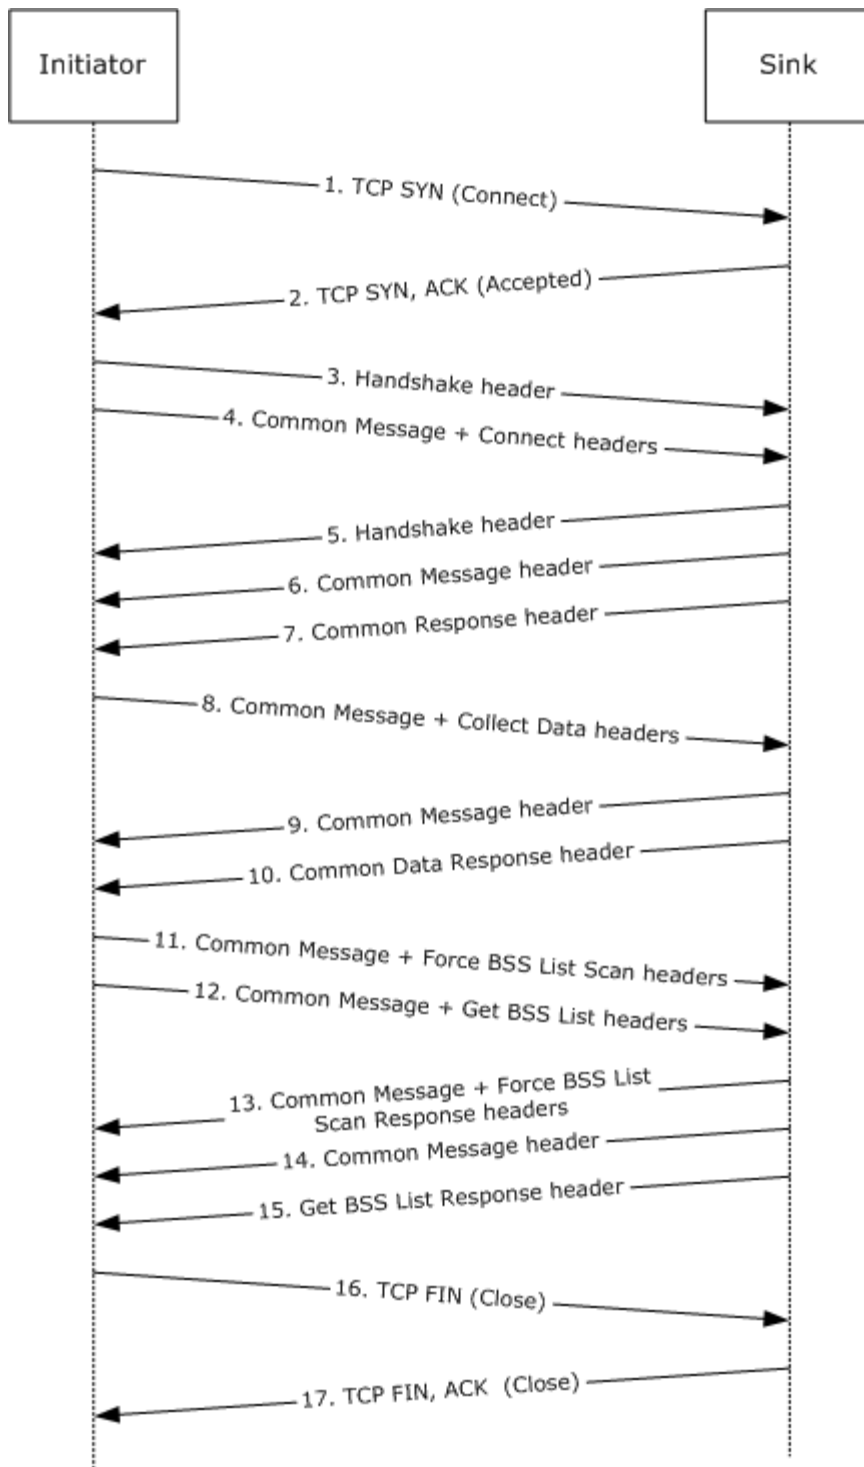 Initiator
Sink
1. TCP SYN (Connect)
2. TCP SYN, ACK (Accepted)
3. Handshake header
4. Common Message + Connect headers
5. Handshake header
6. Common Message header
7. Common Response header
8. Common Message + Collect Data headers
9. Common Message header
10. Common Data Response header
11. Common Message + Force BSS List Scan headers
12. Common Message + Get BSS List headers
13. Common Message + Force BSS List
Scan Response headers
14. Common Message header
15. Get BSS List Response header
16. TCP FIN (Close)
17. TCP FIN, ACK (Close)